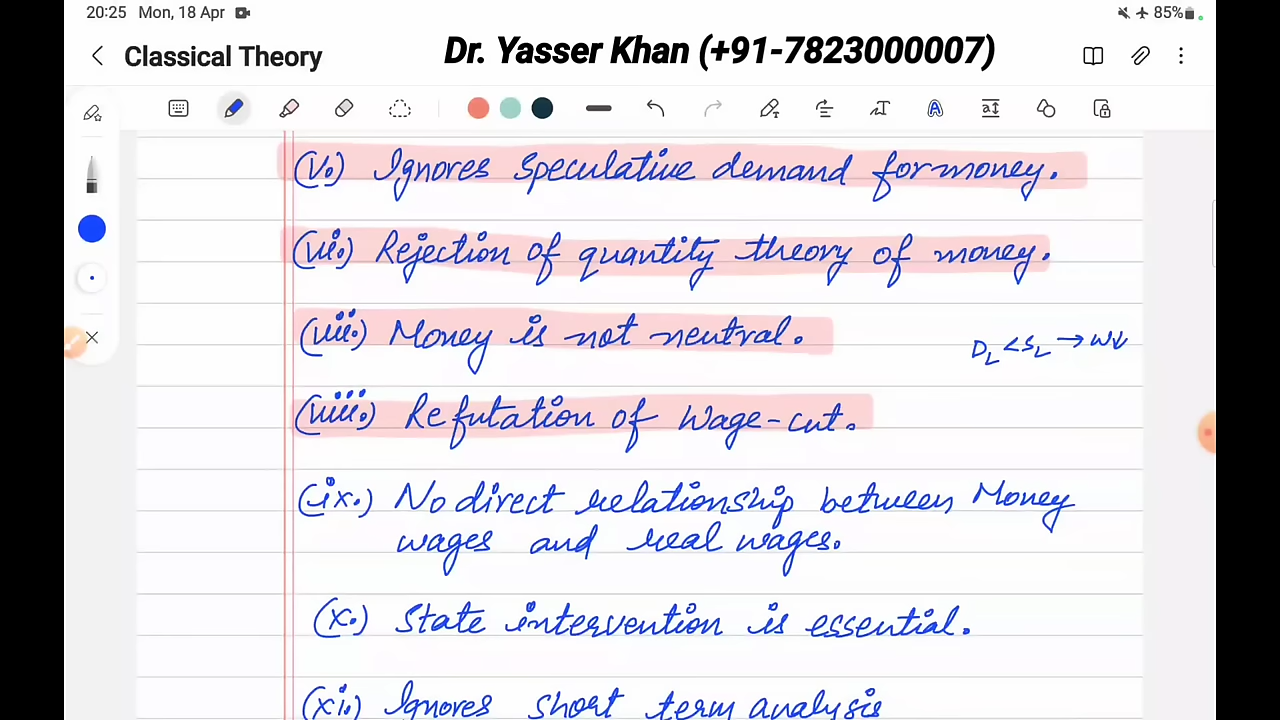 20:25 Mon, 18 Apr 85%
Dr. Yasser Khan (+91-7823000007)
Classical Theory
(v.) Ignores speculative demand for money.
(vi.) Rejection of quantity theory of money.
(vii.) Money is not neutral.
D_L < S_L → W↓
(viii.) Refutation of Wage-cut.
(ix.) No direct relationship between Money
wages and real wages.
(x.) State intervention is essential.
(xi.) Ignores short term analysis